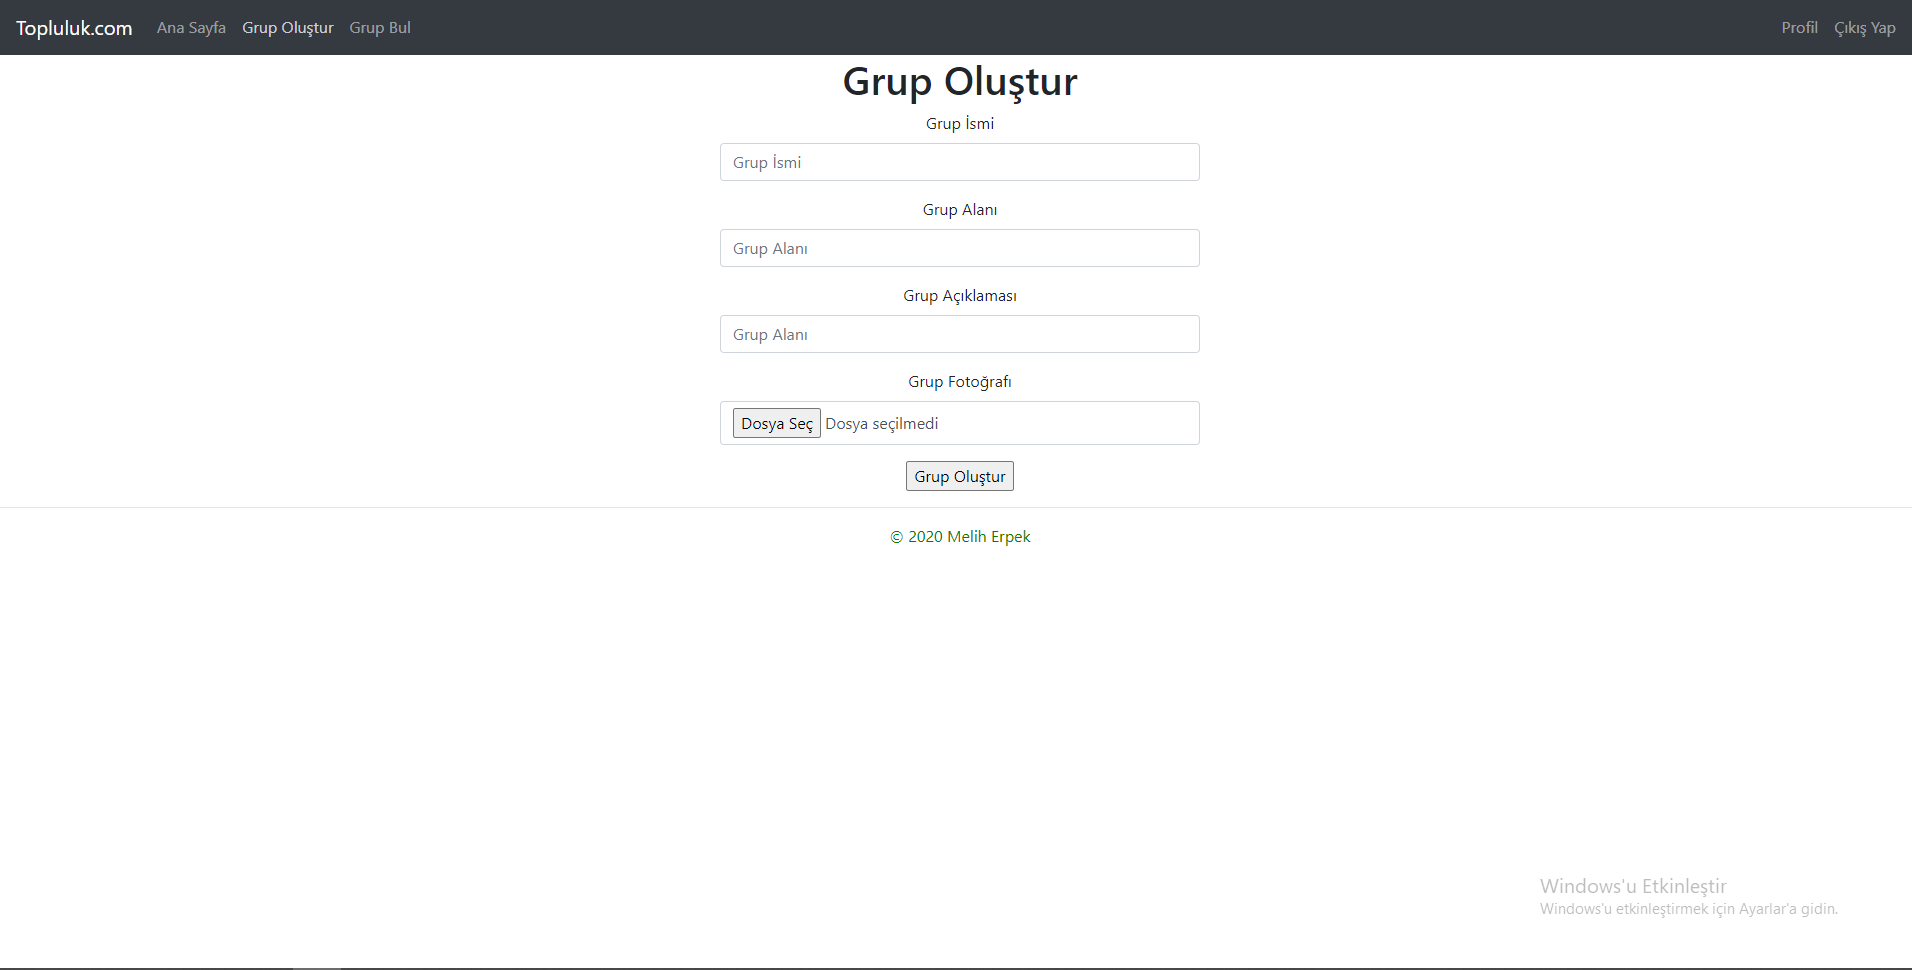 Topluluk.com Ana Sayfa Grup Oluştur Grup Bul Profil Çıkış Yap
Grup Oluştur
Grup İsmi
Grup İsmi
Grup Alanı
Grup Alanı
Grup Açıklaması
Grup Alanı
Grup Fotoğrafı
Dosya Seç Dosya seçilmedi
Grup Oluştur
© 2020 Melih Erpek
Windows'u Etkinleştir
Windows'u etkinleştirmek için Ayarlar'a gidin.